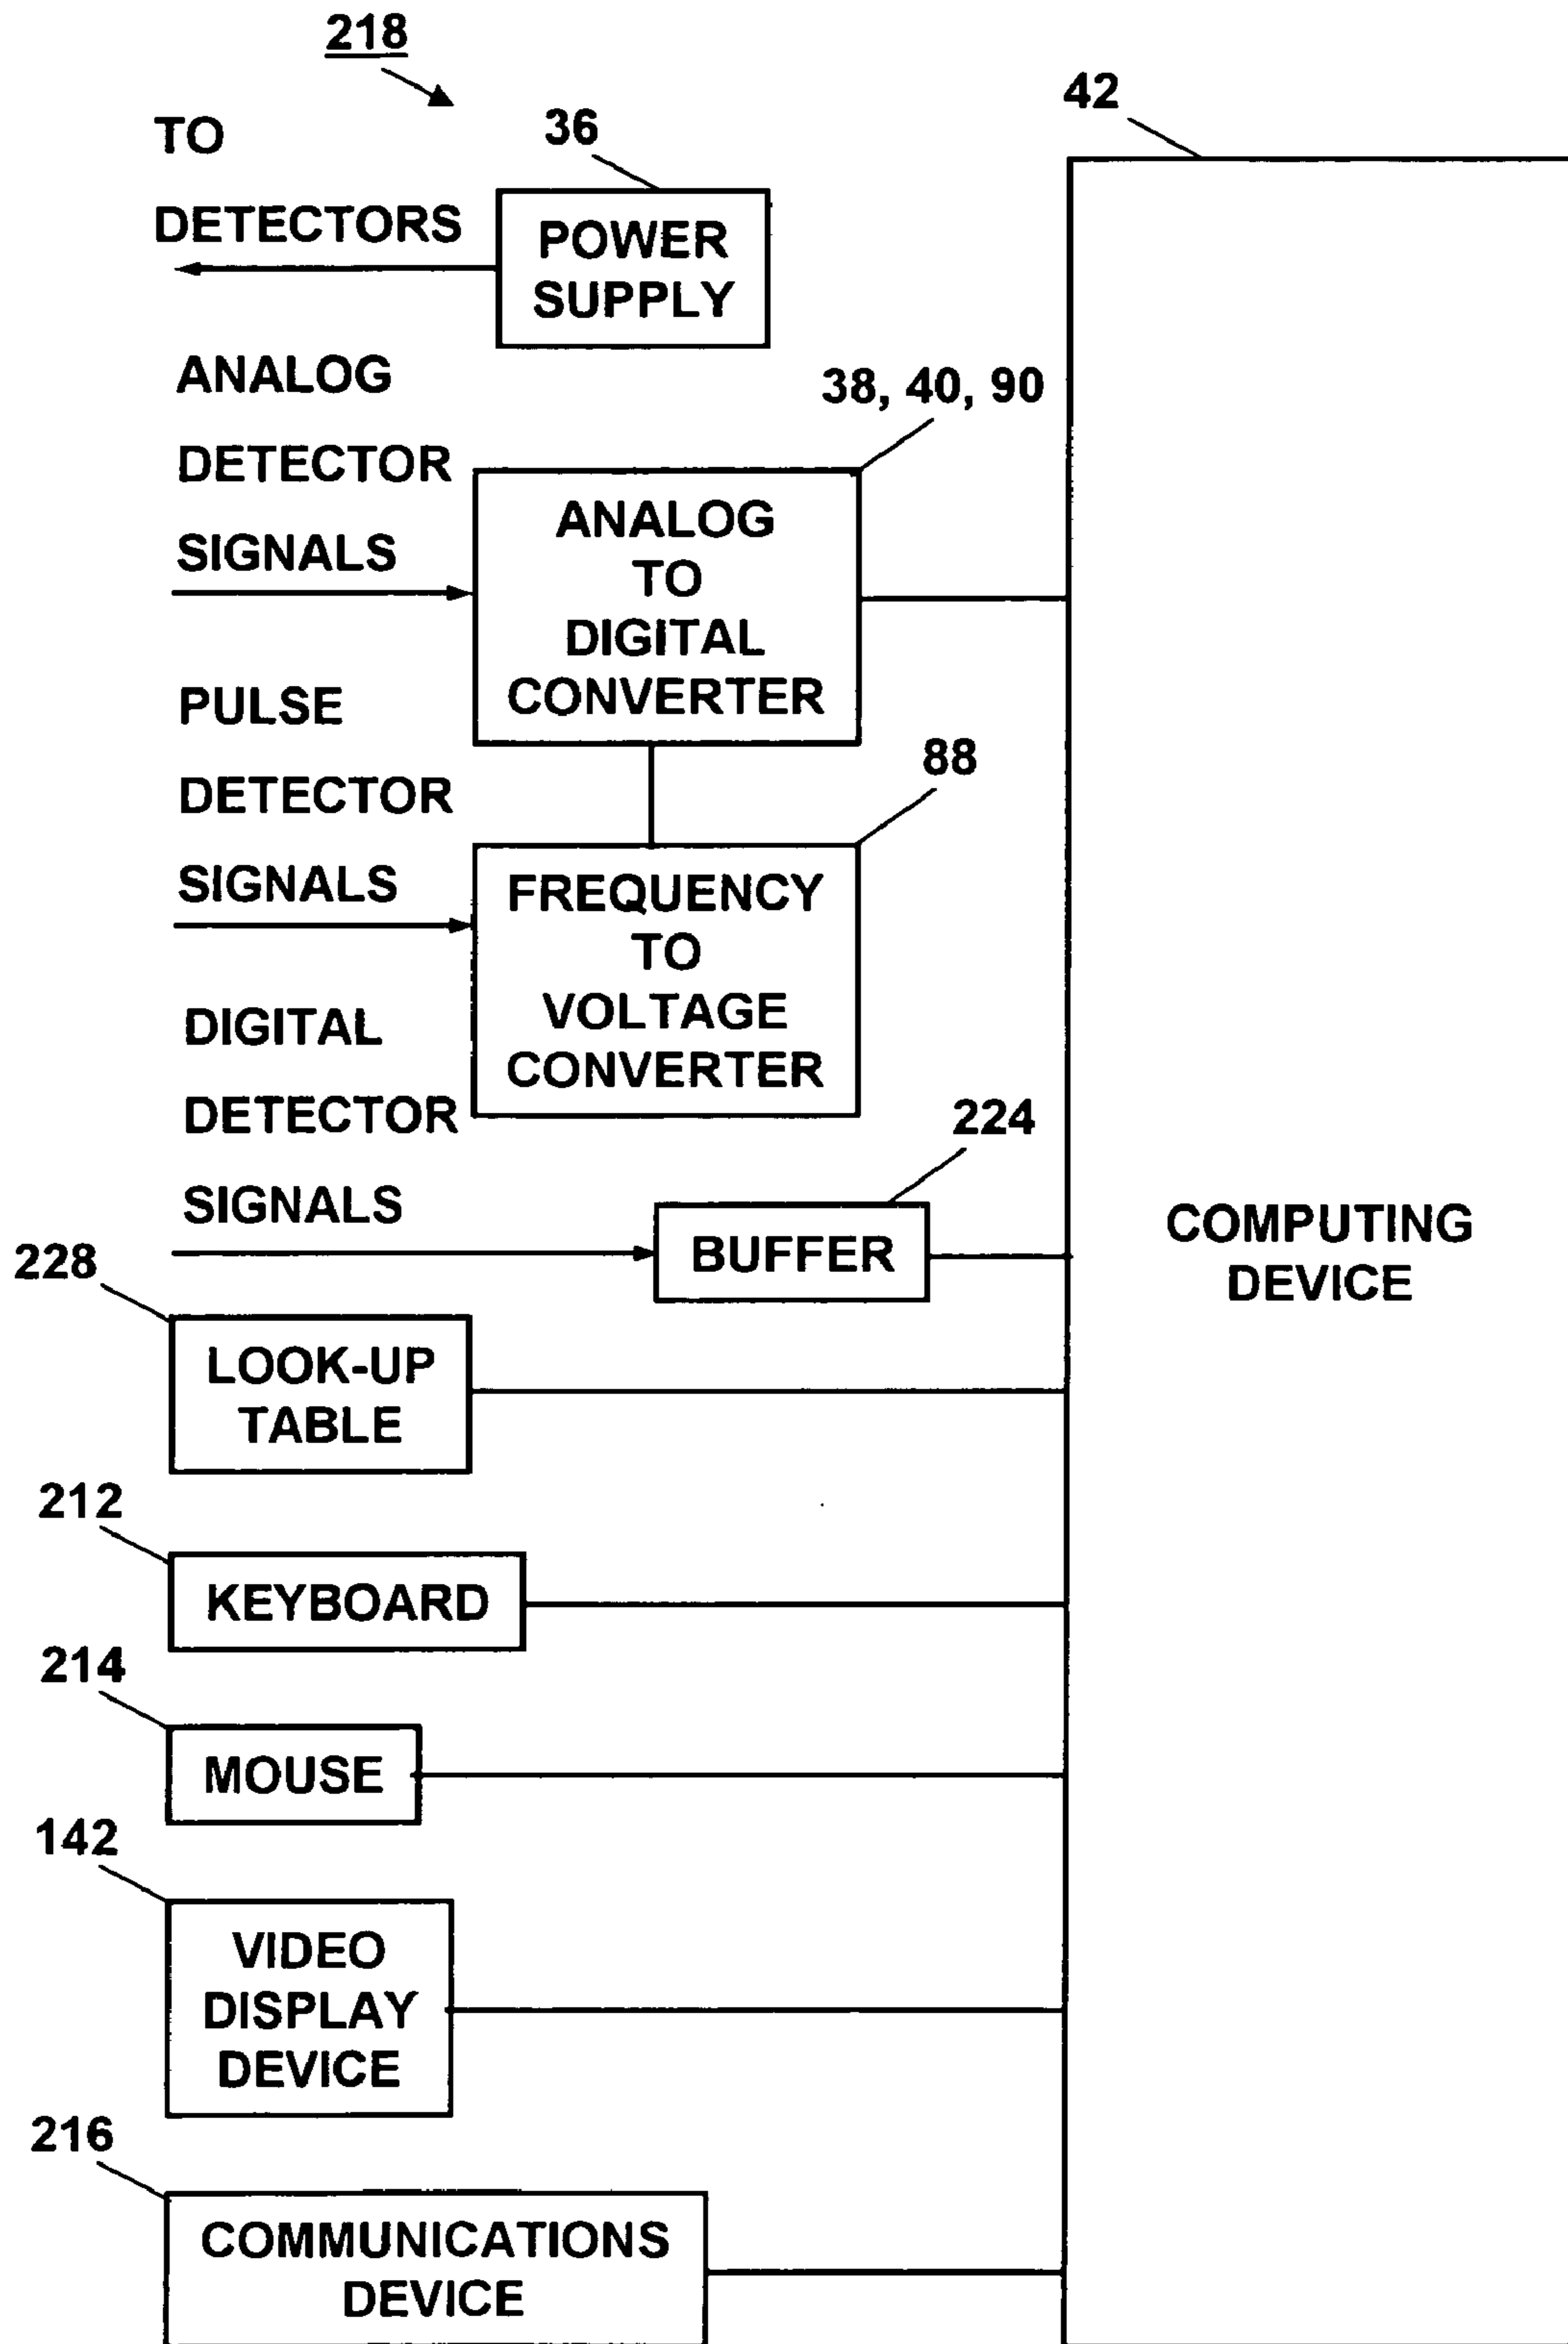 218
42
TO
DETECTORS
36
POWER
SUPPLY
ANALOG
DETECTOR
SIGNALS
38, 40, 90
ANALOG
TO
DIGITAL
CONVERTER
PULSE
DETECTOR
SIGNALS
88
FREQUENCY
TO
VOLTAGE
CONVERTER
DIGITAL
DETECTOR
SIGNALS
224
BUFFER
COMPUTING
DEVICE
228
LOOK-UP
TABLE
212
KEYBOARD
214
MOUSE
142
VIDEO
DISPLAY
DEVICE
216
COMMUNICATIONS
DEVICE